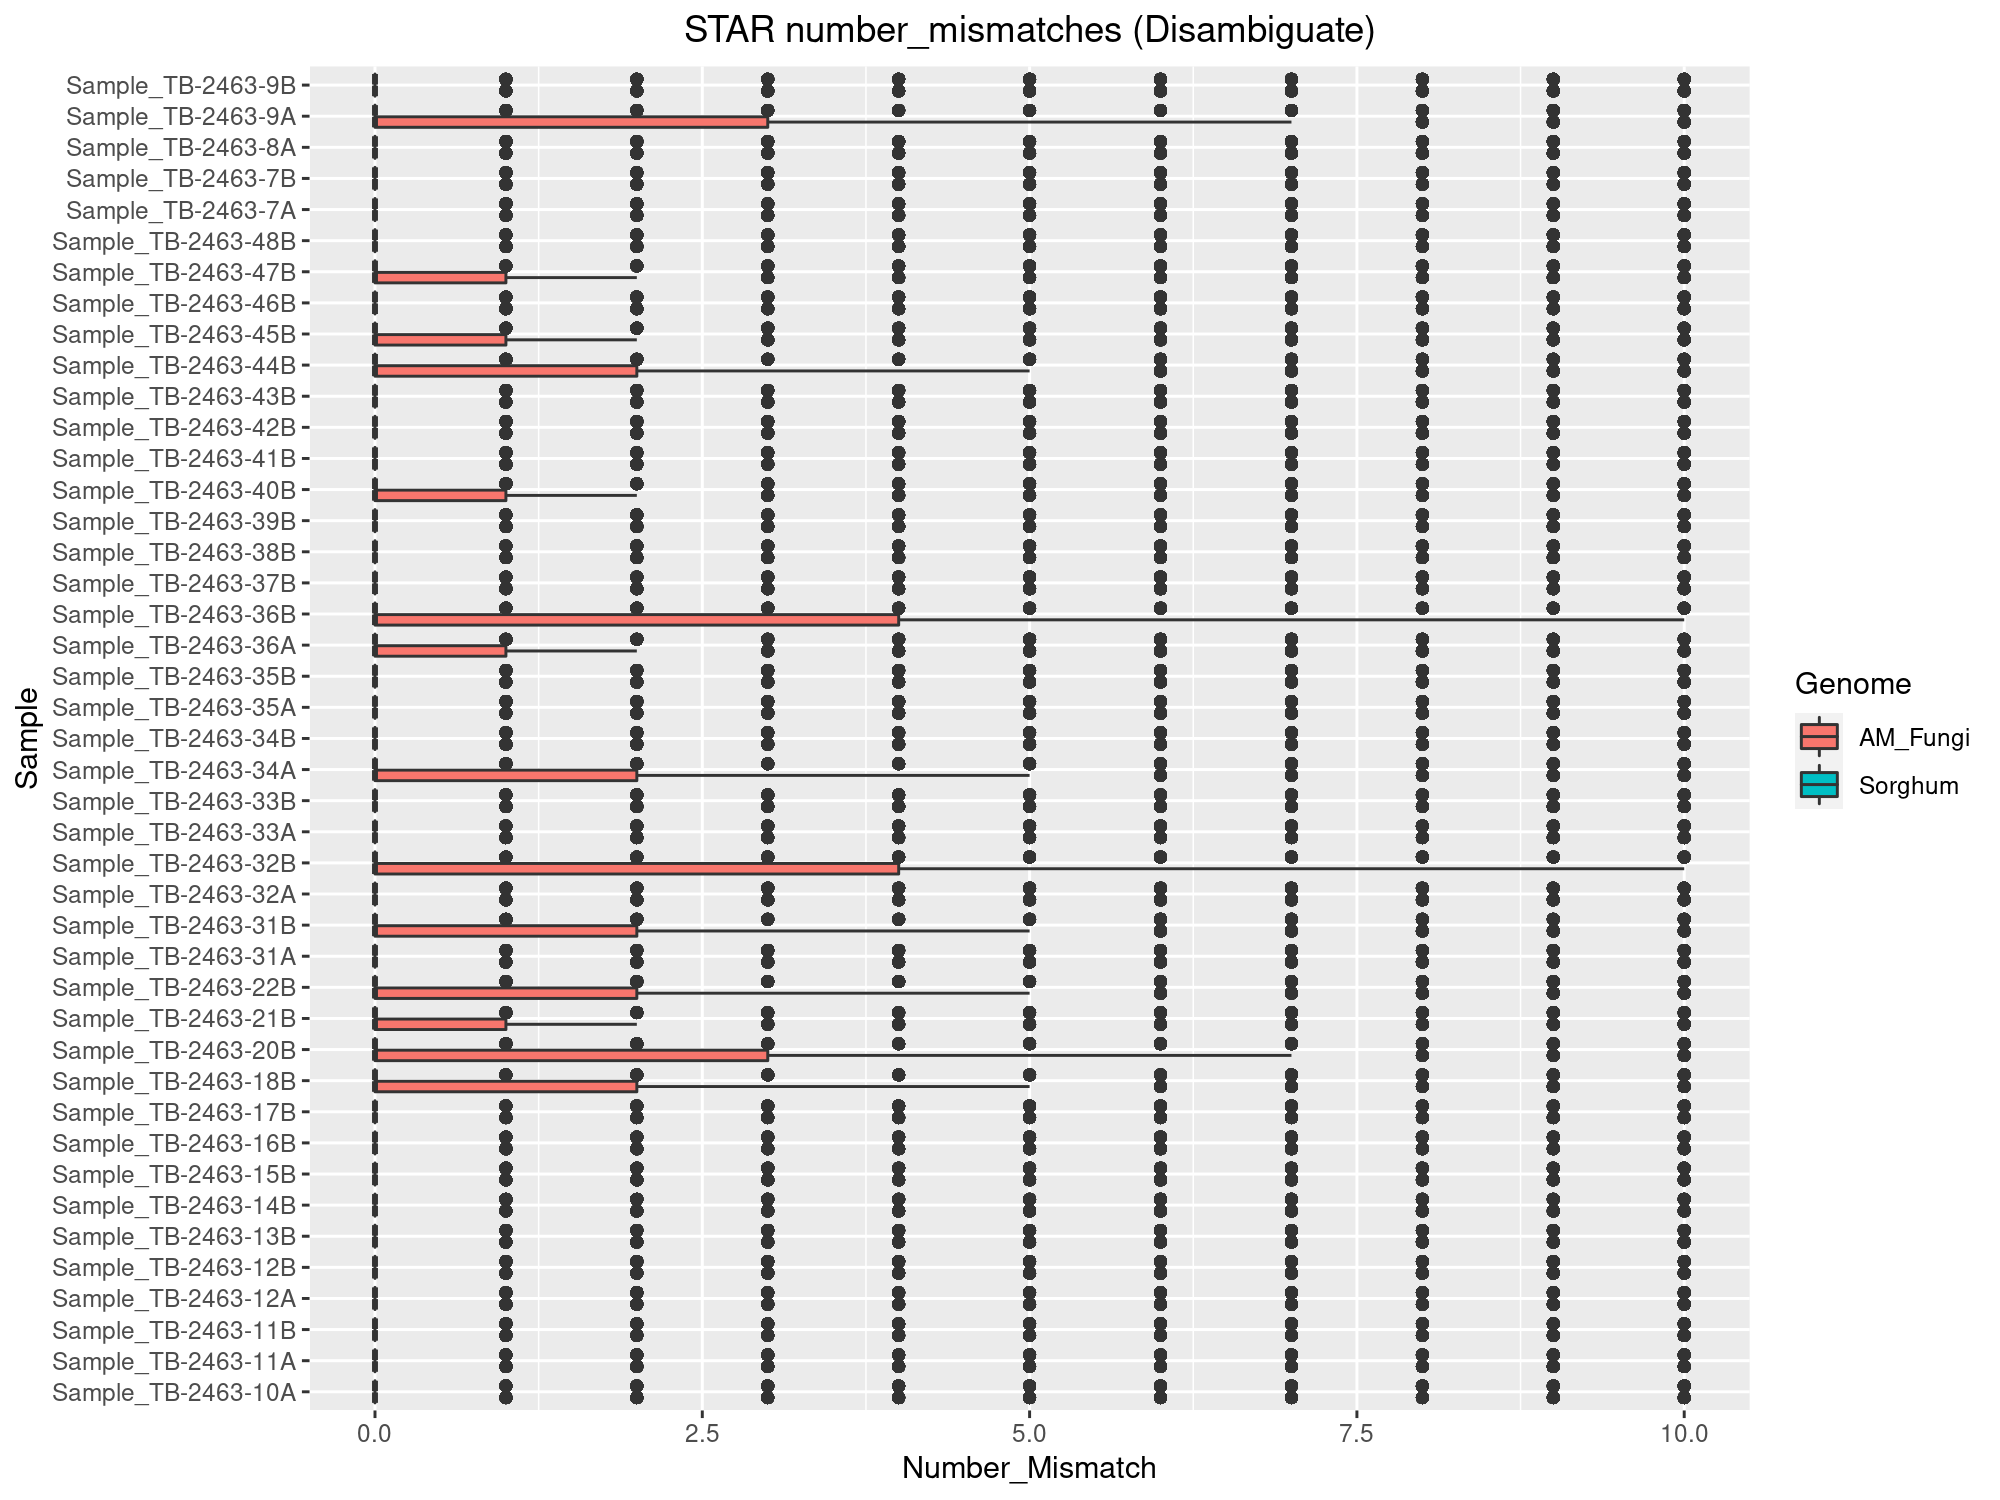 STAR number_mismatches (Disambiguate)
Sample_TB-2463-9B
Sample_TB-2463-9A
Sample_TB-2463-8A
Sample_TB-2463-7B
Sample_TB-2463-7A
Sample_TB-2463-48B
Sample_TB-2463-47B
Sample_TB-2463-46B
Sample_TB-2463-45B
Sample_TB-2463-44B
Sample_TB-2463-43B
Sample_TB-2463-42B
Sample_TB-2463-41B
Sample_TB-2463-40B
Sample_TB-2463-39B
Sample_TB-2463-38B
Sample_TB-2463-37B
Sample_TB-2463-36B
Sample_TB-2463-36A
Sample_TB-2463-35B
Sample_TB-2463-35A
Sample_TB-2463-34B
Sample_TB-2463-34A
Sample_TB-2463-33B
Sample_TB-2463-33A
Sample_TB-2463-32B
Sample_TB-2463-32A
Sample_TB-2463-31B
Sample_TB-2463-31A
Sample_TB-2463-22B
Sample_TB-2463-21B
Sample_TB-2463-20B
Sample_TB-2463-18B
Sample_TB-2463-17B
Sample_TB-2463-16B
Sample_TB-2463-15B
Sample_TB-2463-14B
Sample_TB-2463-13B
Sample_TB-2463-12B
Sample_TB-2463-12A
Sample_TB-2463-11B
Sample_TB-2463-11A
Sample_TB-2463-10A
Sample
0.0 2.5 5.0 7.5 10.0
Number_Mismatch
Genome
AM_Fungi
Sorghum